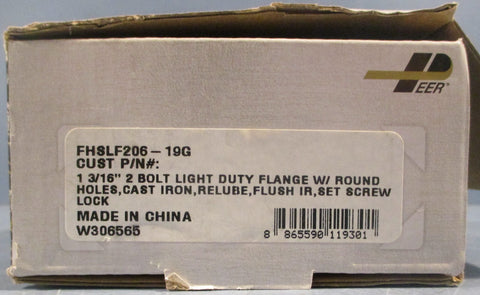 PEER
FHSLF206-19G
CUST P/N#:
1 3/16" 2 BOLT LIGHT DUTY FLANGE W/ ROUND
HOLES,CAST IRON,RELUBE,FLUSH IR,SET SCREW
LOCK
MADE IN CHINA
W306565
8 865590 119301